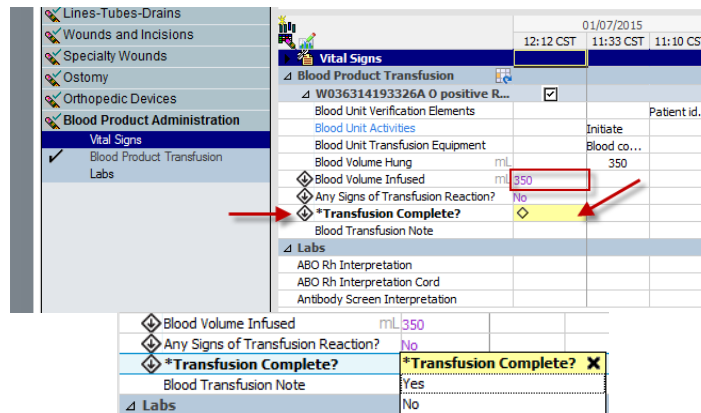 Lines-Tubes-Drains
Wounds and Incisions
Specialty Wounds
Ostomy
Orthopedic Devices
Blood Product Administration
Vital Signs
Blood Product Transfusion
Labs
01/07/2015
12:12 CST 11:33 CST 11:10 CS
Vital Signs
Blood Product Transfusion
W036314193326A O positive R...
Blood Unit Verification Elements Patient id.
Blood Unit Activities Initiate
Blood Unit Transfusion Equipment Blood co...
Blood Volume Hung mL 350
Blood Volume Infused mL 350
Any Signs of Transfusion Reaction? No
*Transfusion Complete?
Blood Transfusion Note
Labs
ABO Rh Interpretation
ABO Rh Interpretation Cord
Antibody Screen Interpretation
Blood Volume Infused mL 350
Any Signs of Transfusion Reaction? No
*Transfusion Complete? *Transfusion Complete? X
Blood Transfusion Note Yes
Labs No